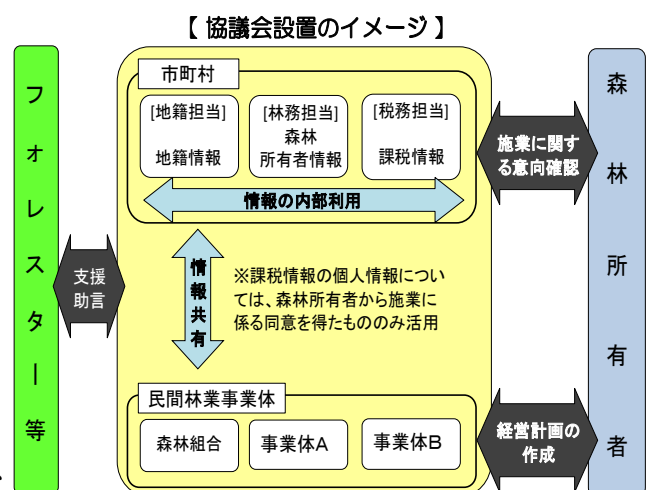 【 協議会設置のイメージ 】
フォレスター等
支援
助言
市町村
[地籍担当]
地籍情報
[林務担当]
森林
所有者情報
[税務担当]
課税情報
情報の内部利用
情報共有
※課税情報の個人情報につい
ては、森林所有者から施業に
係る同意を得たもののみ活用
民間林業事業体
森林組合
事業体A
事業体B
施業に関す
る意向確認
経営計画の
作成
森林所有者